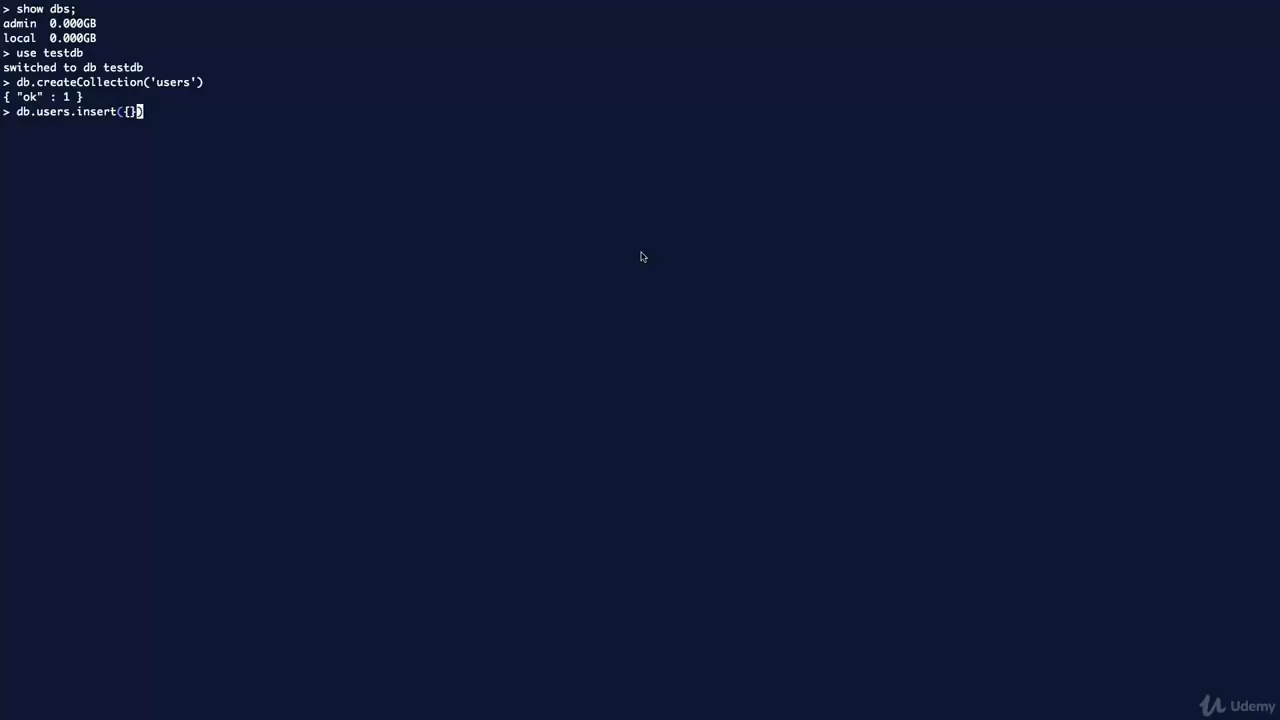 > show dbs;
admin  0.000GB
local  0.000GB
> use testdb
switched to db testdb
> db.createCollection('users')
{ "ok" : 1 }
> db.users.insert({})
Udemy